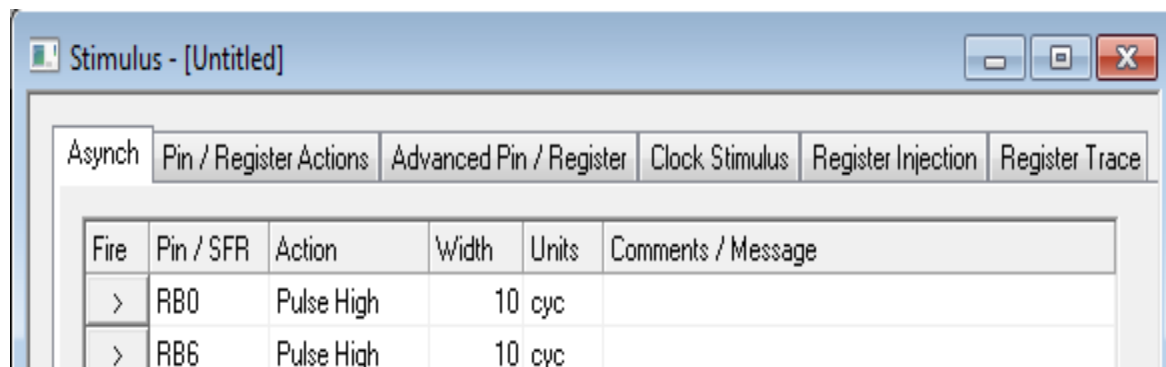 Stimulus - [Untitled]
Asynch Pin / Register Actions Advanced Pin / Register Clock Stimulus Register Injection Register Trace
Fire Pin / SFR Action Width Units Comments / Message
> RB0 Pulse High 10 cyc
> RB6 Pulse High 10 cyc